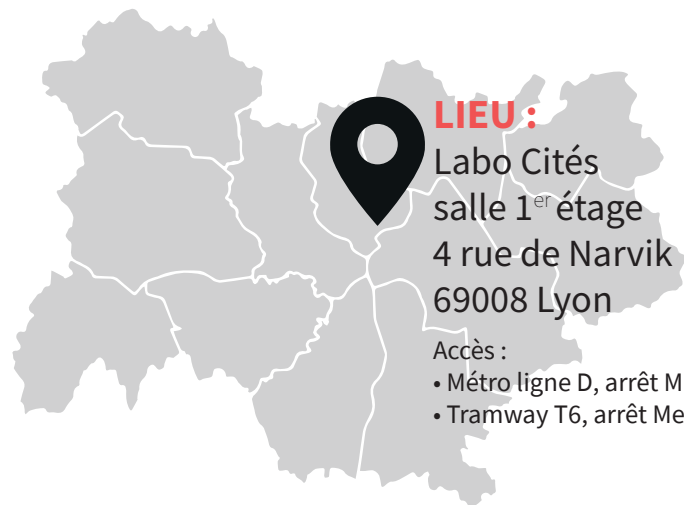 LIEU :
Labo Cités
salle 1er étage
4 rue de Narvik
69008 Lyon
Accès :
• Métro ligne D, arrêt M
• Tramway T6, arrêt Me